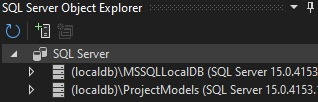 SQL Server Object Explorer
SQL Server
(localdb)\MSSQLLocalDB (SQL Server 15.0.4153
(localdb)\ProjectModels (SQL Server 15.0.4153.